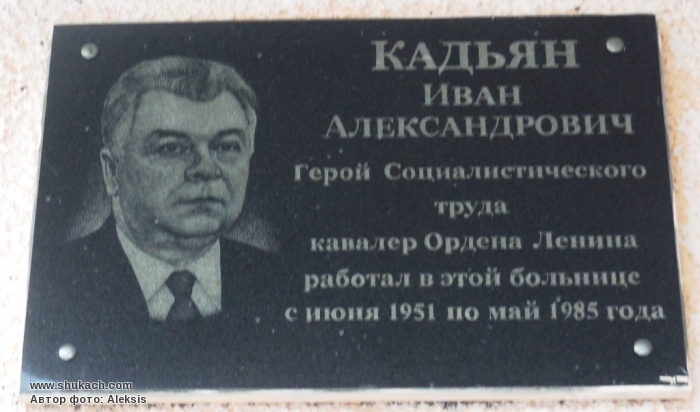 КАДЬЯН
ИВАН
АЛЕКСАНДРОВИЧ
Герой Социалистического
труда
кавалер Ордена Ленина
работал в этой больнице
с июня 1951 по май 1985 года
www.shukach.com
Автор фото: Aleksis